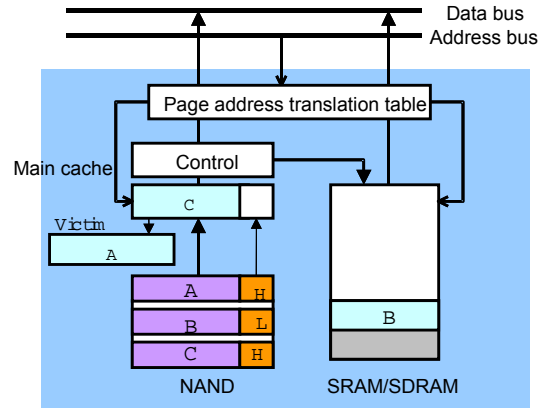 Data bus
Address bus
Page address translation table
Control
Main cache
C
Victim
A
A
H
B
L
B
C
H
NAND
SRAM/SDRAM